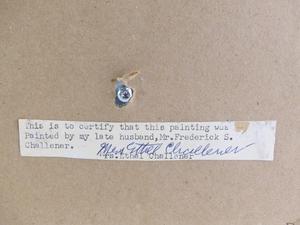 This is to certify that this painting was
Painted by my late husband,Mr.Frederick S.
Challener.
Mrs. Ethel Challener
rs.Ethel Challener